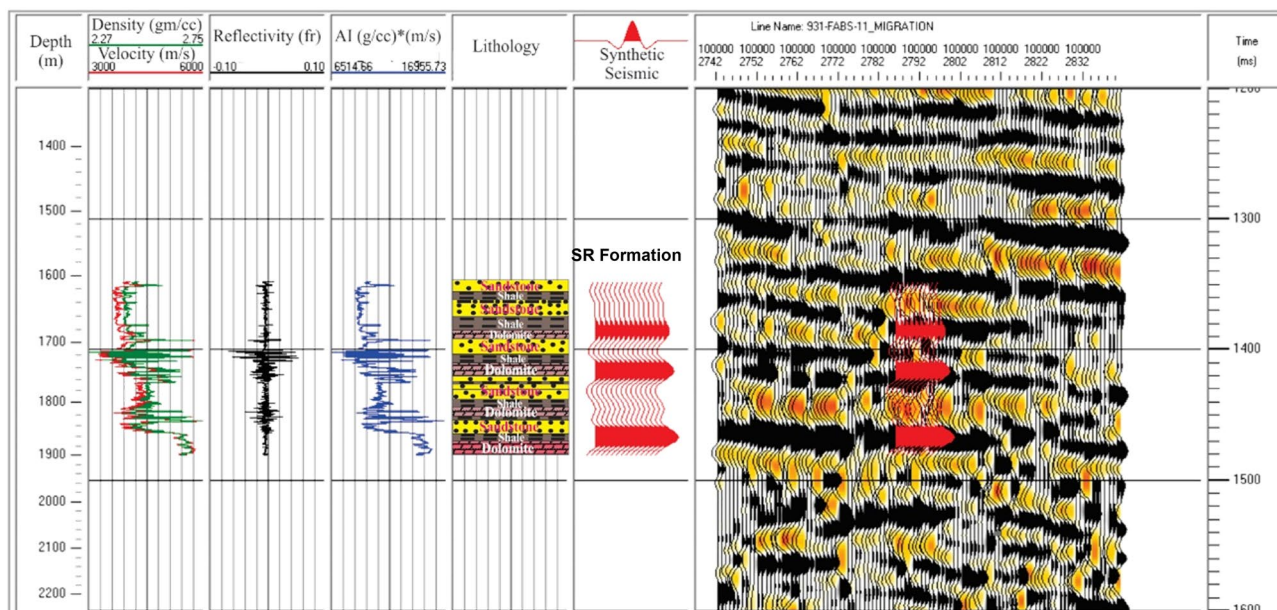 Depth
(m)
Density (gm/cc)
2.27 2.75
Velocity (m/s)
3000 6000
Reflectivity (fr)
-0.10 0.10
AI (g/cc)*(m/s)
6514.66 16955.73
Lithology
Synthetic
Seismic
Line Name: 931-FABS-11_MIGRATION
100000 100000 100000 100000 100000 100000 100000 100000 100000
2742 2752 2762 2772 2782 2792 2802 2812 2822 2832
Time
(ms)
1200
1400
1500
1300
SR Formation
1600
Sandstone
Shale
Sandstone
Shale
Dolomite
1700
Sandstone
1400
Shale
Dolomite
Sandstone
1800
Shale
Dolomite
Sandstone
Shale
Dolomite
1900
1500
2000
2100
2200
1600